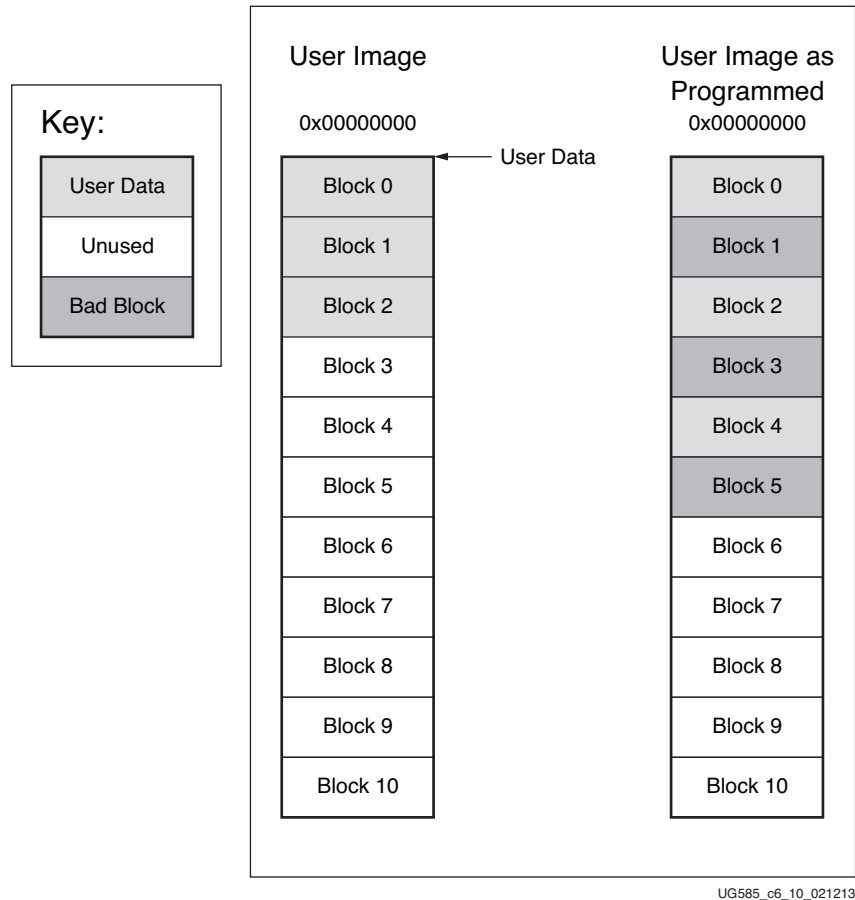 Key:
User Data
Unused
Bad Block
User Image
0x00000000
User Data
Block 0
Block 1
Block 2
Block 3
Block 4
Block 5
Block 6
Block 7
Block 8
Block 9
Block 10
User Image as
Programmed
0x00000000
Block 0
Block 1
Block 2
Block 3
Block 4
Block 5
Block 6
Block 7
Block 8
Block 9
Block 10
UG585_c6_10_021213